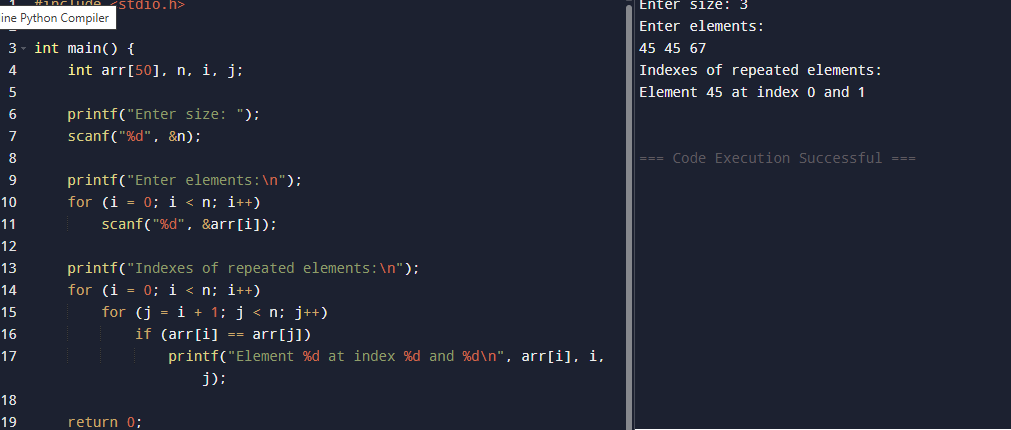 1 #include <stdio.h>
ine Python Compiler
3 int main() {
4 int arr[50], n, i, j;
5
6 printf("Enter size: ");
7 scanf("%d", &n);
8
9 printf("Enter elements:\n");
10 for (i = 0; i < n; i++)
11 scanf("%d", &arr[i]);
12
13 printf("Indexes of repeated elements:\n");
14 for (i = 0; i < n; i++)
15 for (j = i + 1; j < n; j++)
16 if (arr[i] == arr[j])
17 printf("Element %d at index %d and %d\n", arr[i], i,
j);
18
19 return 0;
Enter size: 3
Enter elements:
45 45 67
Indexes of repeated elements:
Element 45 at index 0 and 1
=== Code Execution Successful ===